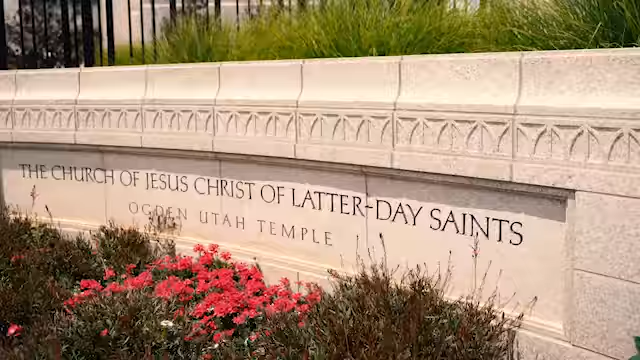 THE CHURCH OF JESUS CHRIST OF LATTER-DAY SAINTS
OGDEN UTAH TEMPLE